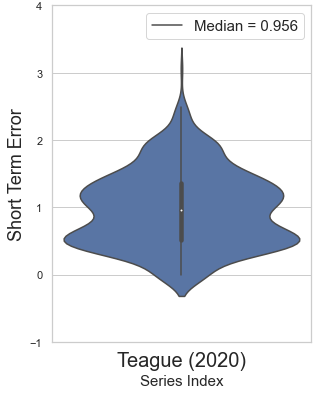 4
Median = 0.956
3
2
1
0
−1
Short Term Error
Teague (2020)
Series Index